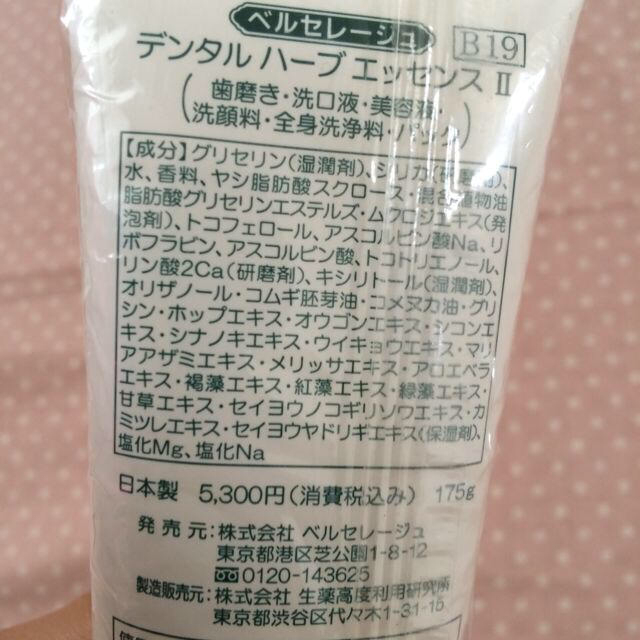 ベルセレージュ
B19
デンタル ハーブ エッセンス II
(歯磨き・洗口液・美容液、
洗顔料・全身洗浄料・パック)
【成分】グリセリン(湿潤剤)、シリカ(研磨剤)、
水、香料、ヤシ脂肪酸スクロース・混合植物油
脂肪酸グリセリンエステルズ・ムクロジエキス(発
泡剤)、トコフェロール、アスコルビン酸Na、リ
ボフラビン、アスコルビン酸、トコトリエノール、
リン酸2Ca(研磨剤)、キシリトール(湿潤剤)、
オリザノール・コムギ胚芽油・コメヌカ油・グリ
シン・ホップエキス・オウゴンエキス・シコンエ
キス・シナノキエキス・ウイキョウエキス・マリ
アアザミエキス・メリッサエキス・アロエベラ
エキス・褐藻エキス・紅藻エキス・緑藻エキス・
甘草エキス・セイヨウノコギリソウエキス・カ
ミツレエキス・セイヨウヤドリギエキス(保湿剤)、
塩化Mg、塩化Na
日本製 5,300円(消費税込み) 175g
発 売 元：株式会社 ベルセレージュ
東京都港区芝公園1-8-12
0120-143625
製造販売元：株式会社 生薬高度利用研究所
東京都渋谷区代々木1-31-15